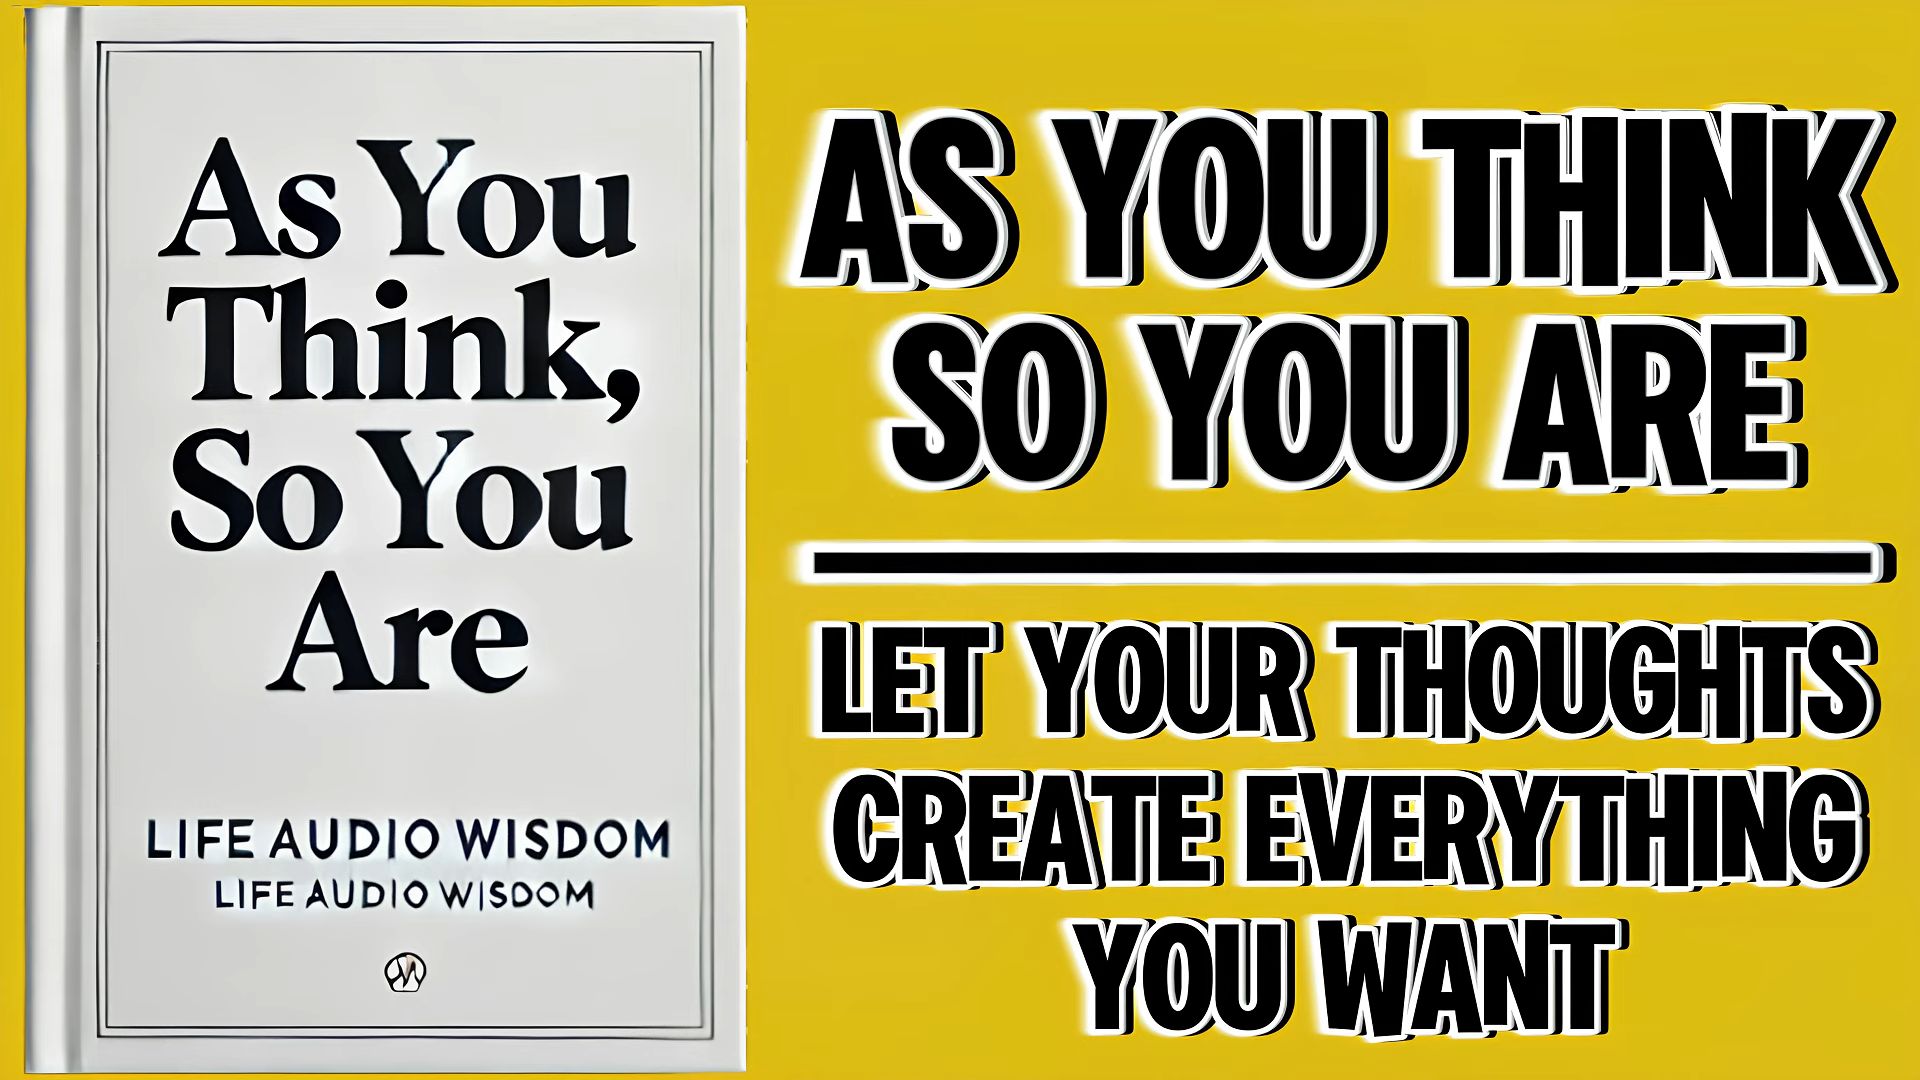 As You
Think,
So You
Are
LIFE AUDIO WISDOM
LIFE AUDIO WISDOM
AS YOU THINK
SO YOU ARE
LET YOUR THOUGHTS
CREATE EVERYTHING
YOU WANT